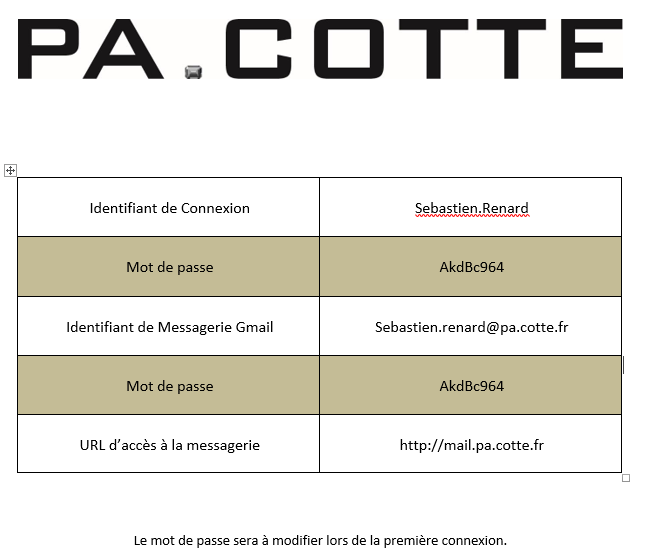 PA.COTTE
Identifiant de Connexion Sebastien.Renard
Mot de passe AkdBc964
Identifiant de Messagerie Gmail Sebastien.renard@pa.cotte.fr
Mot de passe AkdBc964
URL d’accès à la messagerie http://mail.pa.cotte.fr
Le mot de passe sera à modifier lors de la première connexion.